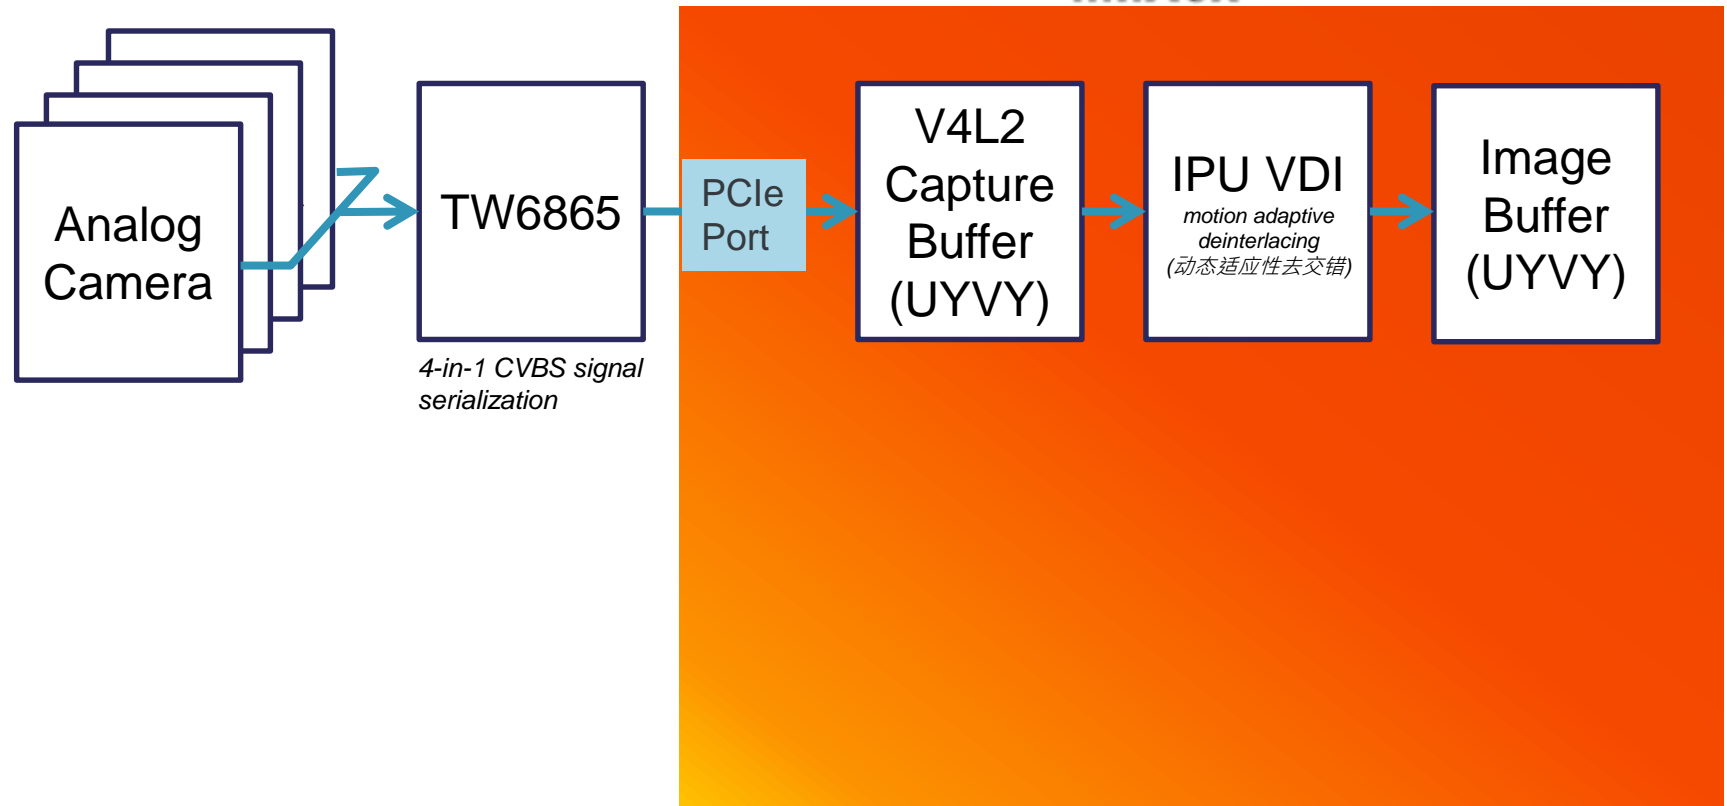 Analog
Camera
TW6865
4-in-1 CVBS signal
serialization
PCIe
Port
V4L2
Capture
Buffer
(UYVY)
IPU VDI
motion adaptive
deinterlacing
(动态适应性去交错)
Image
Buffer
(UYVY)